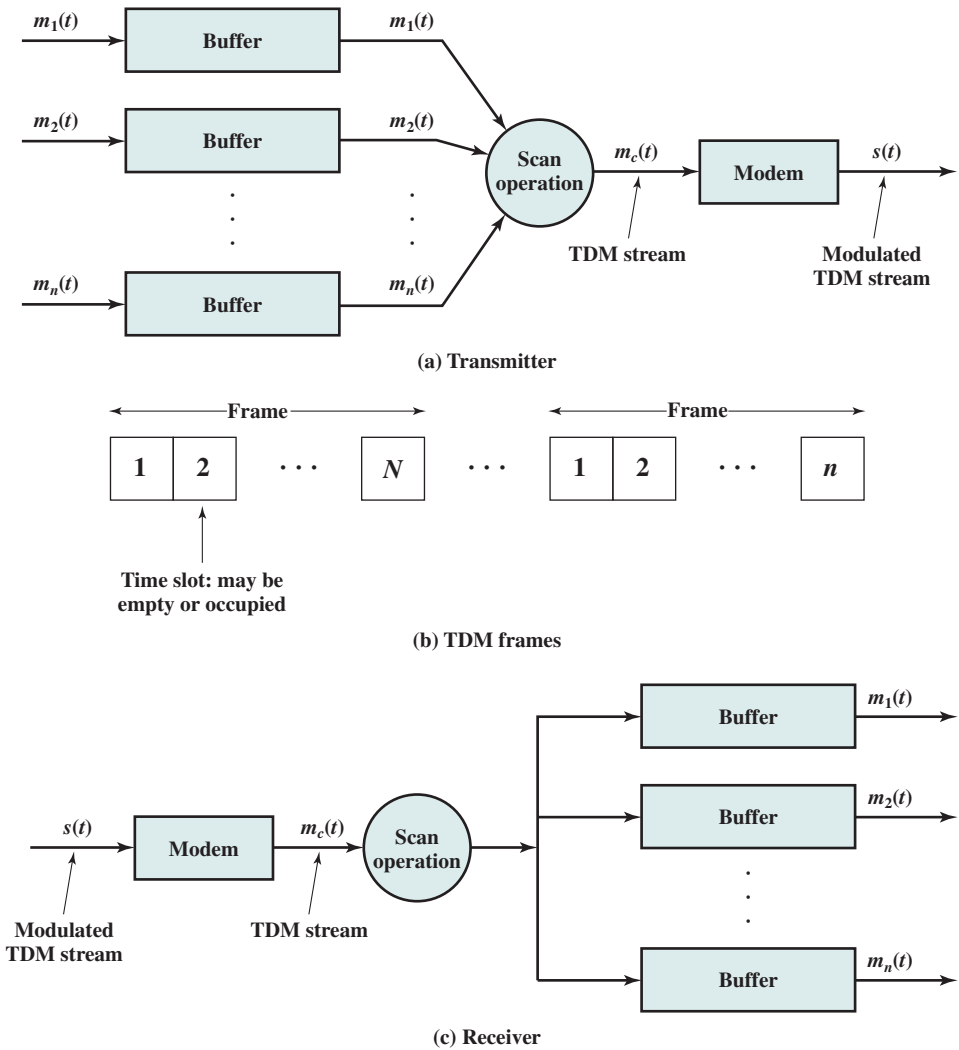 m₁(t) Buffer m₁(t)
m₂(t) Buffer m₂(t)
Scan operation
m_c(t)
Modem
s(t)
TDM stream
Modulated
TDM stream
. . .
. . .
mₙ(t) Buffer mₙ(t)
(a) Transmitter
Frame Frame
1 2 · · · N · · · 1 2 · · · n
Time slot: may be
empty or occupied
(b) TDM frames
Buffer m₁(t)
Buffer m₂(t)
s(t)
Modem
m_c(t)
Scan
operation
. . .
Modulated
TDM stream
TDM stream
Buffer mₙ(t)
(c) Receiver